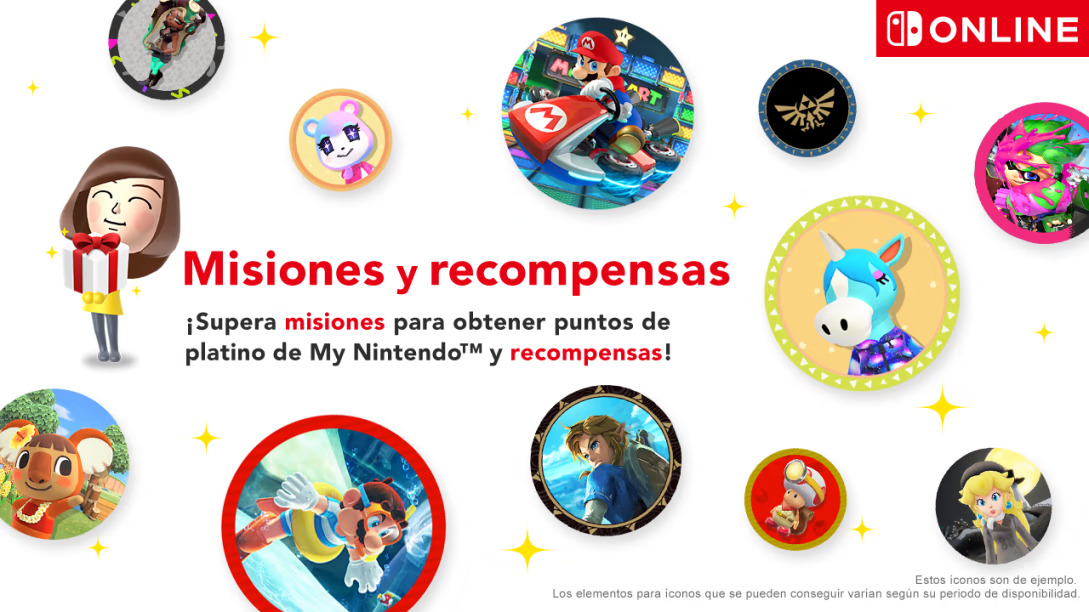 ONLINE
Misiones y recompensas
¡Supera misiones para obtener puntos de
platino de My Nintendo™ y recompensas!
Estos iconos son de ejemplo.
Los elementos para iconos que se pueden conseguir varian según su periodo de disponibilidad.